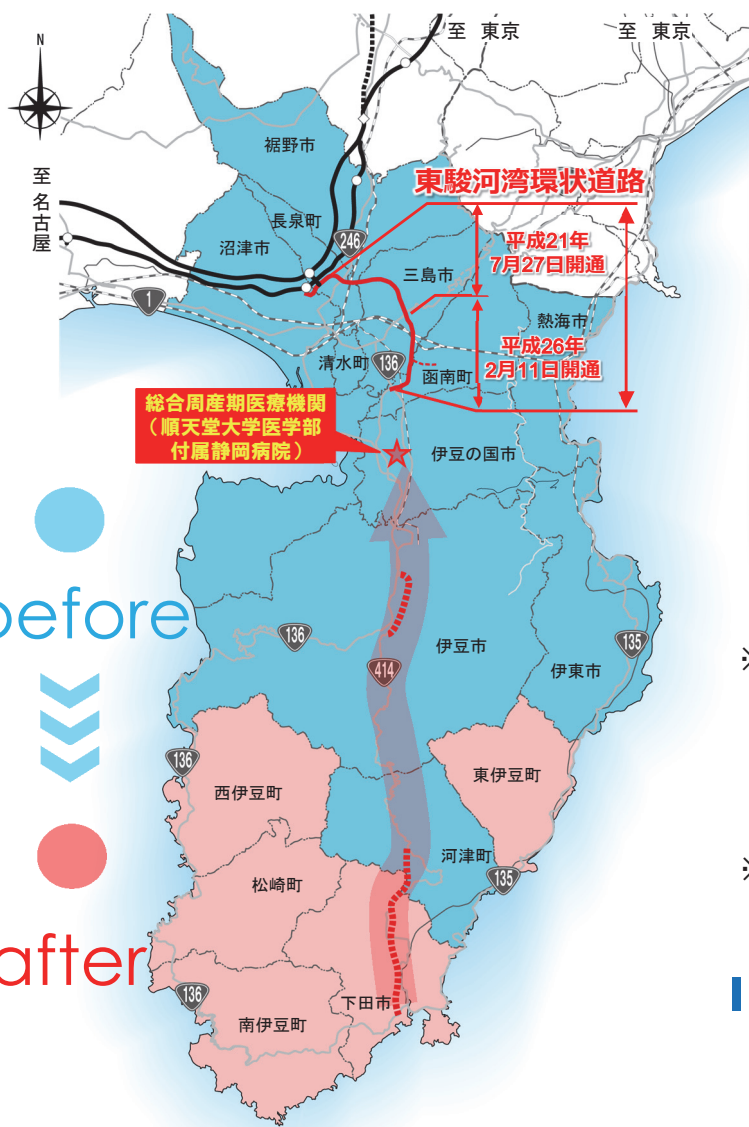 N
至 東京
至 東京
裾野市
至 名古屋
東駿河湾環状道路
長泉町
沼津市
246
平成21年
7月27日開通
三島市
1
熱海市
清水町
136
函南町
平成26年
2月11日開通
総合周産期医療機関
(順天堂大学医学部
付属静岡病院)
伊豆の国市
before
136
伊豆市
135
伊東市
414
※
136
西伊豆町
東伊豆町
河津町
松崎町
135
※
after
136
下田市
南伊豆町